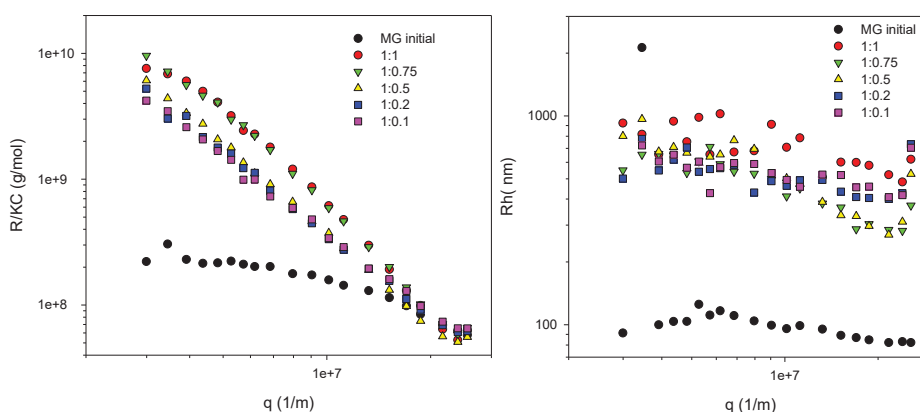 1e+10
1e+9
1e+8
R/KC (g/mol)
MG initial
1:1
1:0.75
1:0.5
1:0.2
1:0.1
1e+7
q (1/m)
1000
100
Rh( nm)
MG initial
1:1
1:0.75
1:0.5
1:0.2
1:0.1
1e+7
q (1/m)